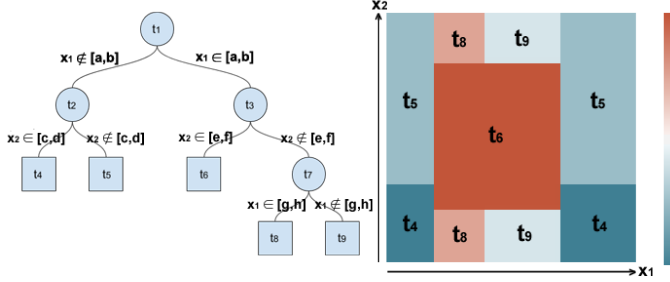 t1
x1 ∉ [a,b]
x1 ∈ [a,b]
t2
t3
x2 ∈ [c,d]
x2 ∉ [c,d]
x2 ∈ [e,f]
x2 ∉ [e,f]
t4
t5
t6
t7
x1 ∈ [g,h]
x1 ∉ [g,h]
t8
t9
x2
t8
t9
t5
t5
t6
t4
t8
t9
t4
x1